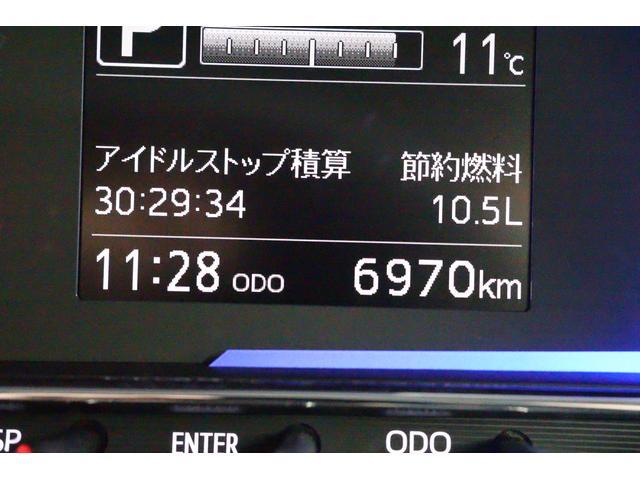 P
11℃
アイドルストップ積算 節約燃料
30:29:34 10.5L
11:28 ODO 6970km
SP ENTER ODO